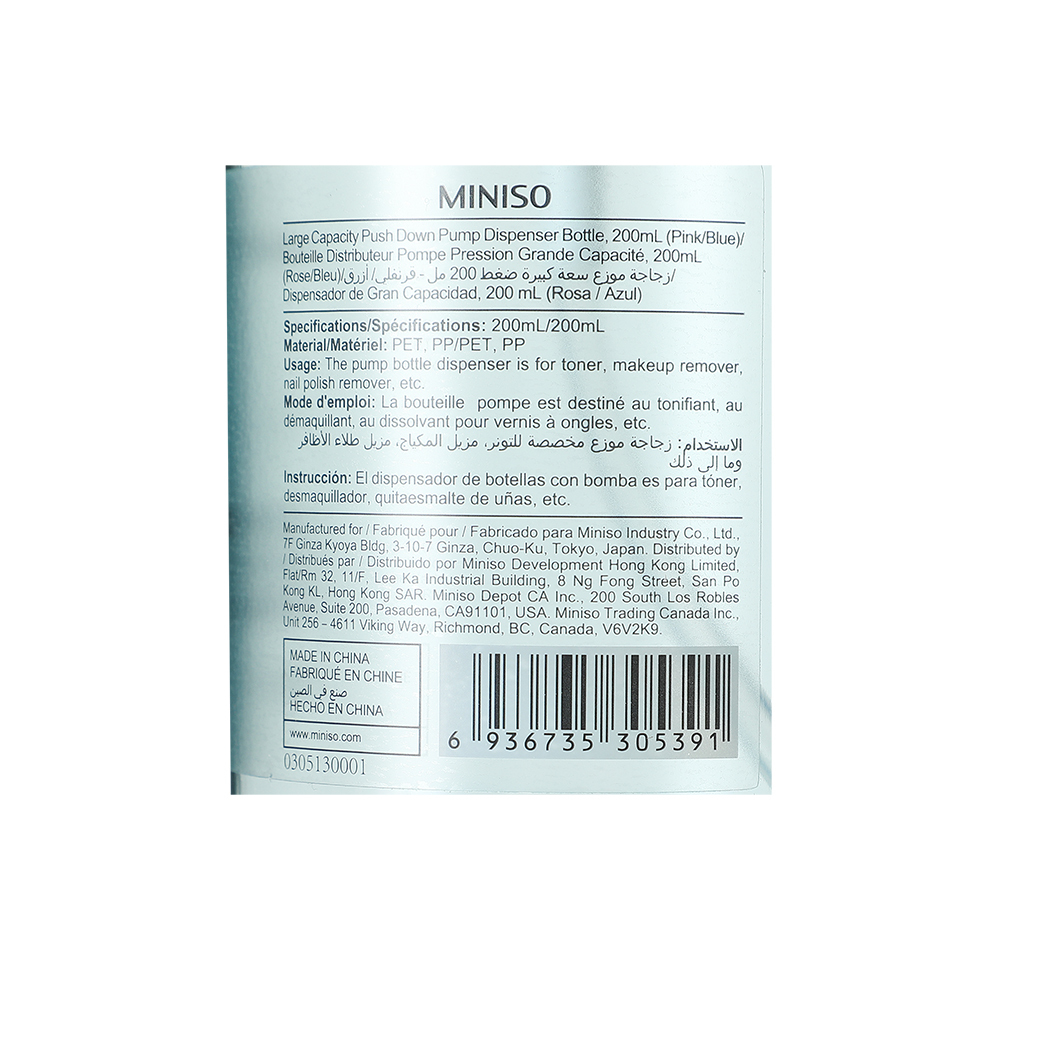 MINISO
Large Capacity Push Down Pump Dispenser Bottle, 200mL (Pink/Blue)/
Bouteille Distributeur Pompe Pression Grande Capacité, 200mL
(Rose/Bleu)/زجاجة موزع سعة كبيرة ضغط 200 مل - قرنفلي/ أزرق/
Dispensador de Gran Capacidad, 200 mL (Rosa / Azul)
Specifications/Spécifications: 200mL/200mL
Material/Matériel: PET, PP/PET, PP
Usage: The pump bottle dispenser is for toner, makeup remover,
nail polish remover, etc.
Mode d'emploi: La bouteille pompe est destiné au tonifiant, au
démaquillant, au dissolvant pour vernis à ongles, etc.
الاستخدام: زجاجة موزع مخصصة للتونر، مزيل المكياج، مزيل طلاء الأظافر
وما إلى ذلك
Instrucción: El dispensador de botellas con bomba es para tóner,
desmaquillador, quitaesmalte de uñas, etc.
Manufactured for / Fabriqué pour / Fabricado para Miniso Industry Co., Ltd.,
7F Ginza Kyoya Bldg, 3-10-7 Ginza, Chuo-Ku, Tokyo, Japan. Distributed by
/ Distribués par / Distribuido por Miniso Development Hong Kong Limited,
Flat/Rm 32, 11/F, Lee Ka Industrial Building, 8 Ng Fong Street, San Po
Kong KL, Hong Kong SAR. Miniso Depot CA Inc., 200 South Los Robles
Avenue, Suite 200, Pasadena, CA91101, USA. Miniso Trading Canada Inc.,
Unit 256 – 4611 Viking Way, Richmond, BC, Canada, V6V2K9.
MADE IN CHINA
FABRIQUÉ EN CHINE
صنع في الصين
HECHO EN CHINA
www.miniso.com
6 936735 305391
0305130001